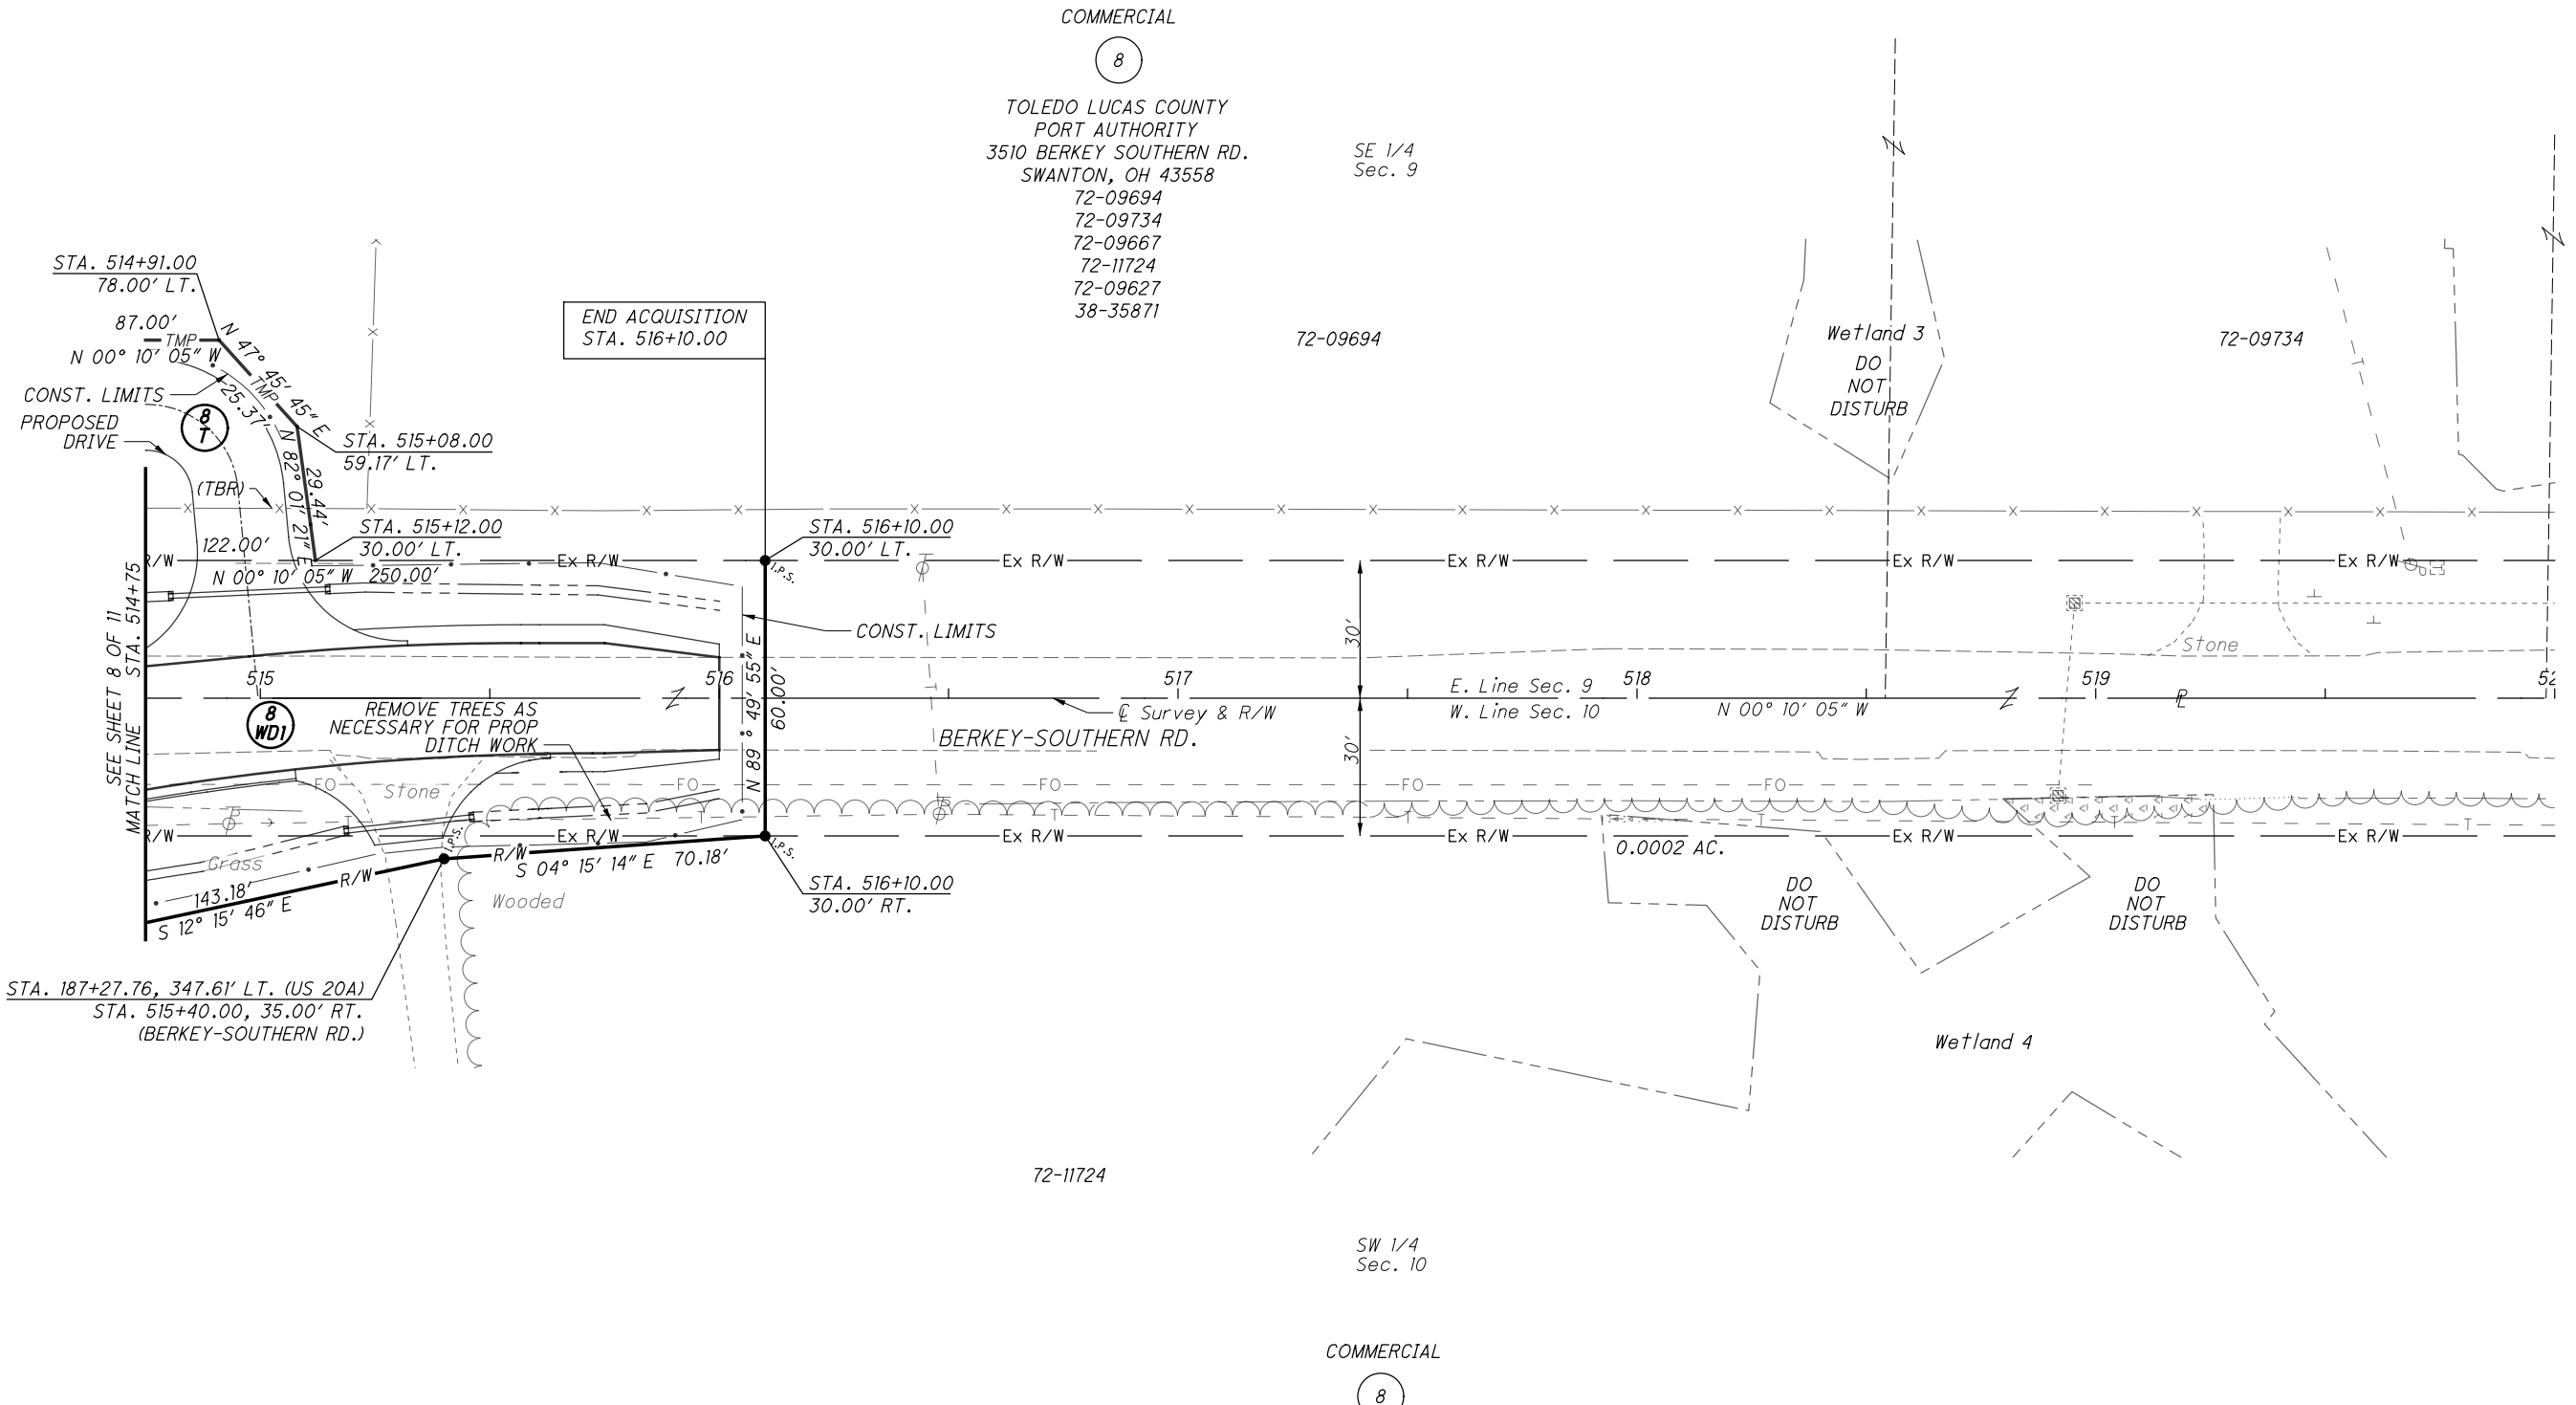 COMMERCIAL
8
TOLEDO LUCAS COUNTY
PORT AUTHORITY
3510 BERKEY SOUTHERN RD.
SWANTON, OH 43558
72-09694
72-09734
72-09667
72-11724
72-09627
38-35871
SE 1/4
Sec. 9
STA. 514+91.00
78.00' LT.
87.00'
TMP
N 00° 10' 05" W
N 47° 45' 45" E
TMP
25.37'
CONST. LIMITS
PROPOSED
DRIVE
8
T
(TBR)
STA. 515+08.00
59.17' LT.
N 82° 01' 21" E
29.44'
STA. 515+12.00
30.00' LT.
END ACQUISITION
STA. 516+10.00
STA. 516+10.00
30.00' LT.
I.P.S.
72-09694
Wetland 3
DO
NOT
DISTURB
72-09734
R/W
122.00'
N 00° 10' 05" W 250.00'
Ex R/W
Ex R/W
Ex R/W
Ex R/W
Ex R/W
CONST. LIMITS
N 89° 49' 55" E
60.00'
30'
30'
Stone
SEE SHEET 8 OF 11
MATCH LINE STA. 514+75
515
516
517
518
519
52
8
WD1
REMOVE TREES AS
NECESSARY FOR PROP
DITCH WORK
℄ Survey & R/W
BERKEY-SOUTHERN RD.
E. Line Sec. 9
W. Line Sec. 10
N 00° 10' 05" W
Stone
FO
FO
FO
FO
FO
R/W
Ex R/W
Ex R/W
Ex R/W
Ex R/W
Ex R/W
Grass
I.P.S.
R/W
R/W
S 04° 15' 14" E 70.18'
I.P.S.
143.18'
S 12° 15' 46" E
Wooded
STA. 516+10.00
30.00' RT.
0.0002 AC.
DO
NOT
DISTURB
DO
NOT
DISTURB
STA. 187+27.76, 347.61' LT. (US 20A)
STA. 515+40.00, 35.00' RT.
(BERKEY-SOUTHERN RD.)
Wetland 4
72-11724
SW 1/4
Sec. 10
COMMERCIAL
8